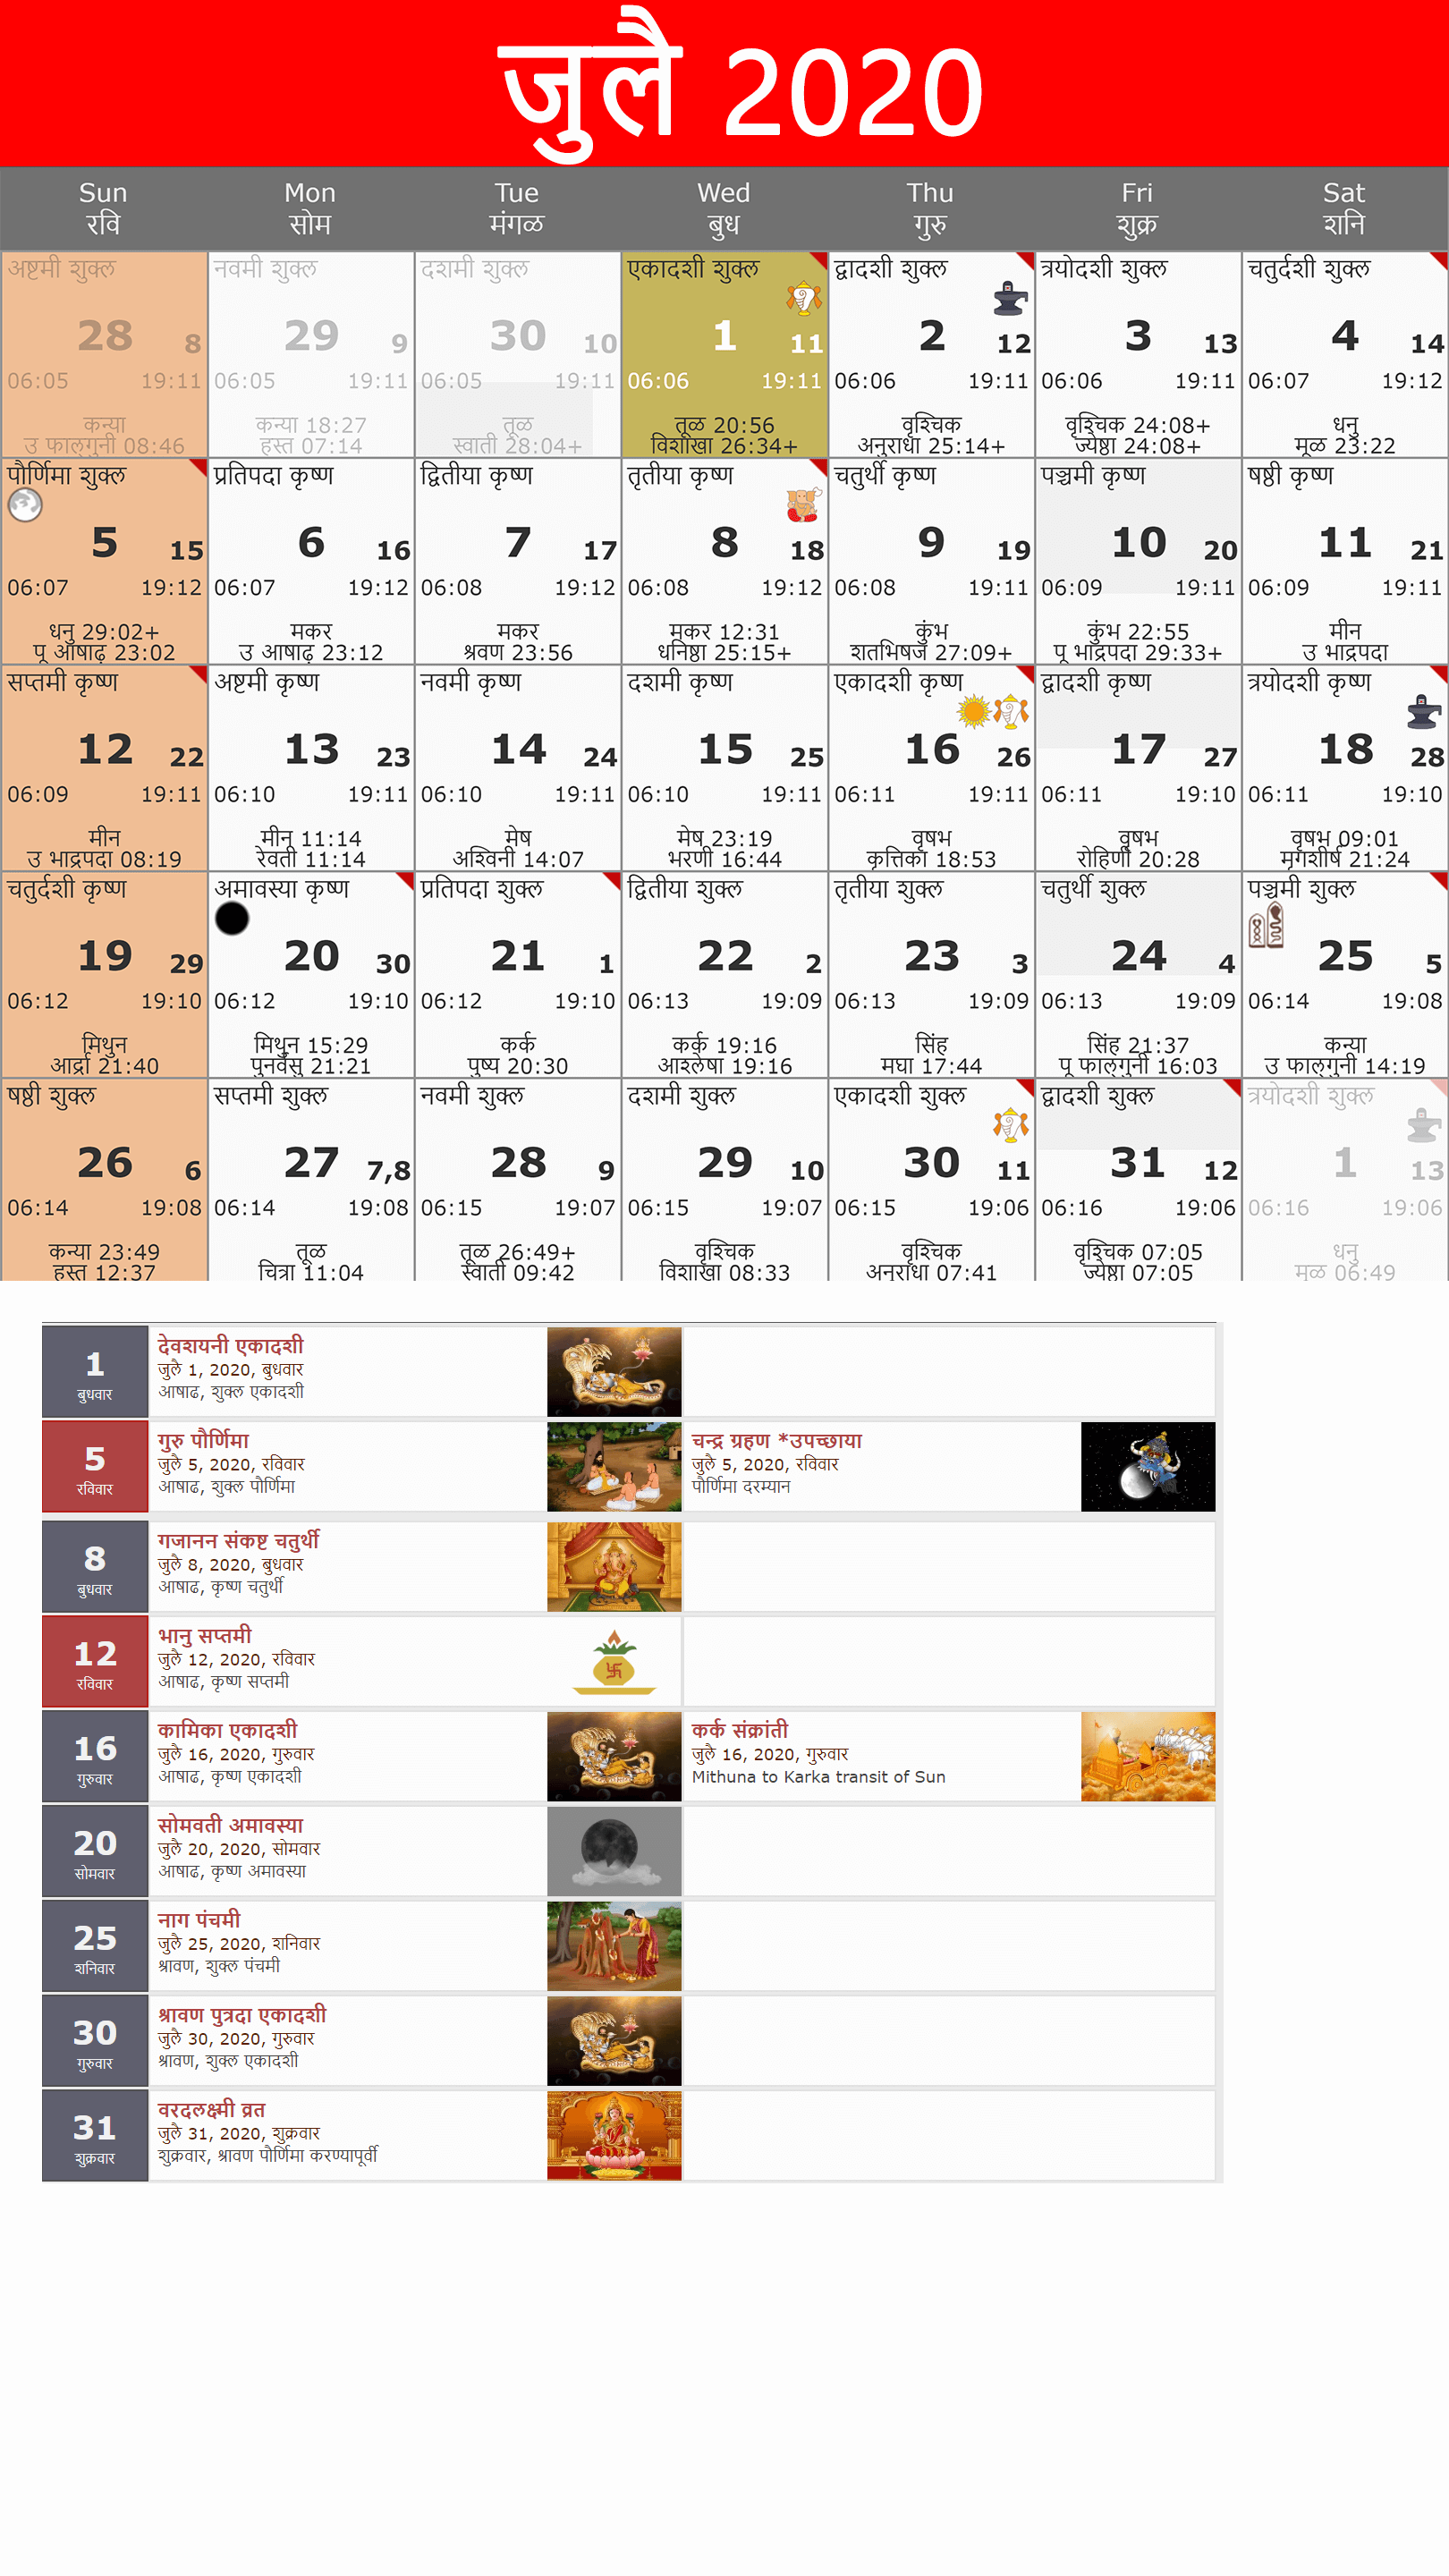 जुलै 2020
Sun Mon Tue Wed Thu Fri Sat
रवि सोम मंगळ बुध गुरु शुक्र शनि
अष्टमी शुक्ल नवमी शुक्ल दशमी शुक्ल एकादशी शुक्ल द्वादशी शुक्ल त्रयोदशी शुक्ल चतुर्दशी शुक्ल
28 8 29 9 30 10 1 11 2 12 3 13 4 14
06:05 19:11 06:05 19:11 06:05 19:11 06:06 19:11 06:06 19:11 06:06 19:11 06:07 19:12
कन्या कन्या 18:27 तूळ तूळ 20:56 वृश्चिक वृश्चिक 24:08+ धनु
उ फाल्गुनी 08:46 हस्त 07:14 स्वाती 28:04+ विशाखा 26:34+ अनुराधा 25:14+ ज्येष्ठा 24:08+ मूळ 23:22
पौर्णिमा शुक्ल प्रतिपदा कृष्ण द्वितीया कृष्ण तृतीया कृष्ण चतुर्थी कृष्ण पञ्चमी कृष्ण षष्ठी कृष्ण
5 15 6 16 7 17 8 18 9 19 10 20 11 21
06:07 19:12 06:07 19:12 06:08 19:12 06:08 19:12 06:08 19:11 06:09 19:11 06:09 19:11
धनु 29:02+ मकर मकर मकर 12:31 कुंभ कुंभ 22:55 मीन
पू आषाढ़ 23:02 उ आषाढ़ 23:12 श्रवण 23:56 धनिष्ठा 25:15+ शतभिषज 27:09+ पू भाद्रपदा 29:33+ उ भाद्रपदा
सप्तमी कृष्ण अष्टमी कृष्ण नवमी कृष्ण दशमी कृष्ण एकादशी कृष्ण द्वादशी कृष्ण त्रयोदशी कृष्ण
12 22 13 23 14 24 15 25 16 26 17 27 18 28
06:09 19:11 06:10 19:11 06:10 19:11 06:10 19:11 06:11 19:11 06:11 19:10 06:11 19:10
मीन मीन 11:14 मेष मेष 23:19 वृषभ वृषभ वृषभ 09:01
उ भाद्रपदा 08:19 रेवती 11:14 अश्विनी 14:07 भरणी 16:44 कृत्तिका 18:53 रोहिणी 20:28 मृगशीर्ष 21:24
चतुर्दशी कृष्ण अमावस्या कृष्ण प्रतिपदा शुक्ल द्वितीया शुक्ल तृतीया शुक्ल चतुर्थी शुक्ल पञ्चमी शुक्ल
19 29 20 30 21 1 22 2 23 3 24 4 25 5
06:12 19:10 06:12 19:10 06:12 19:10 06:13 19:09 06:13 19:09 06:13 19:09 06:14 19:08
मिथुन मिथुन 15:29 कर्क कर्क 19:16 सिंह सिंह 21:37 कन्या
आर्द्रा 21:40 पुनर्वसु 21:21 पुष्य 20:30 आश्लेषा 19:16 मघा 17:44 पू फाल्गुनी 16:03 उ फाल्गुनी 14:19
षष्ठी शुक्ल सप्तमी शुक्ल नवमी शुक्ल दशमी शुक्ल एकादशी शुक्ल द्वादशी शुक्ल त्रयोदशी शुक्ल
26 6 27 7,8 28 9 29 10 30 11 31 12 1 13
06:14 19:08 06:14 19:08 06:15 19:07 06:15 19:07 06:15 19:06 06:16 19:06 06:16 19:06
कन्या 23:49 तूळ तूळ 26:49+ वृश्चिक वृश्चिक वृश्चिक 07:05 धनु
हस्त 12:37 चित्रा 11:04 स्वाती 09:42 विशाखा 08:33 अनुराधा 07:41 ज्येष्ठा 07:05 मूळ 06:49
1
बुधवार
देवशयनी एकादशी
जुलै 1, 2020, बुधवार
आषाढ, शुक्ल एकादशी
5
रविवार
गुरु पौर्णिमा
जुलै 5, 2020, रविवार
आषाढ, शुक्ल पौर्णिमा
चन्द्र ग्रहण *उपच्छाया
जुलै 5, 2020, रविवार
पौर्णिमा दरम्यान
8
बुधवार
गजानन संकष्ट चतुर्थी
जुलै 8, 2020, बुधवार
आषाढ, कृष्ण चतुर्थी
12
रविवार
भानु सप्तमी
जुलै 12, 2020, रविवार
आषाढ, कृष्ण सप्तमी
16
गुरुवार
कामिका एकादशी
जुलै 16, 2020, गुरुवार
आषाढ, कृष्ण एकादशी
कर्क संक्रांती
जुलै 16, 2020, गुरुवार
Mithuna to Karka transit of Sun
20
सोमवार
सोमवती अमावस्या
जुलै 20, 2020, सोमवार
आषाढ, कृष्ण अमावस्या
25
शनिवार
नाग पंचमी
जुलै 25, 2020, शनिवार
श्रावण, शुक्ल पंचमी
30
गुरुवार
श्रावण पुत्रदा एकादशी
जुलै 30, 2020, गुरुवार
श्रावण, शुक्ल एकादशी
31
शुक्रवार
वरदलक्ष्मी व्रत
जुलै 31, 2020, शुक्रवार
शुक्रवार, श्रावण पौर्णिमा करण्यापूर्वी